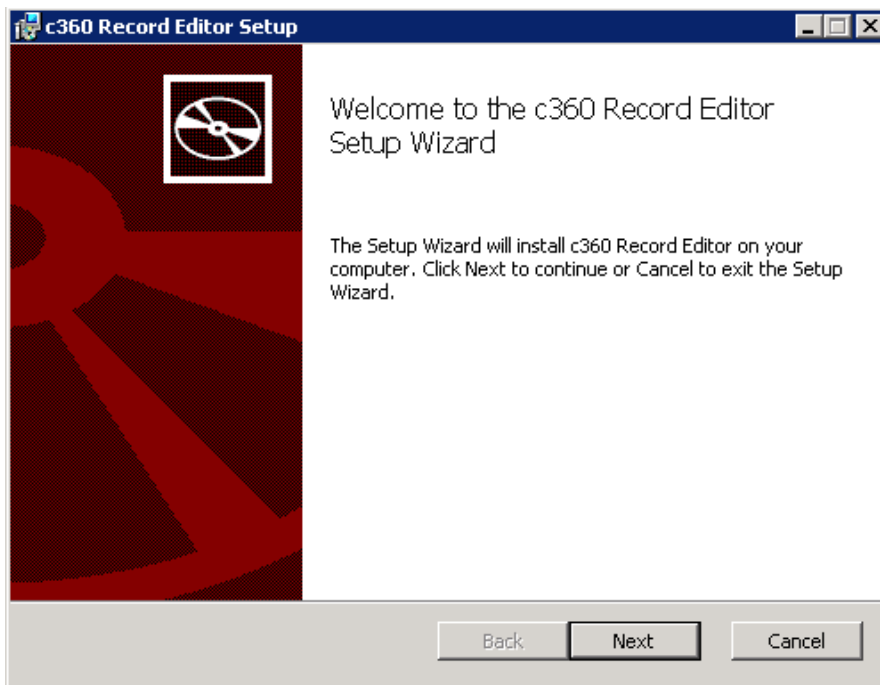 c360 Record Editor Setup
Welcome to the c360 Record Editor
Setup Wizard
The Setup Wizard will install c360 Record Editor on your
computer. Click Next to continue or Cancel to exit the Setup
Wizard.
Back Next Cancel